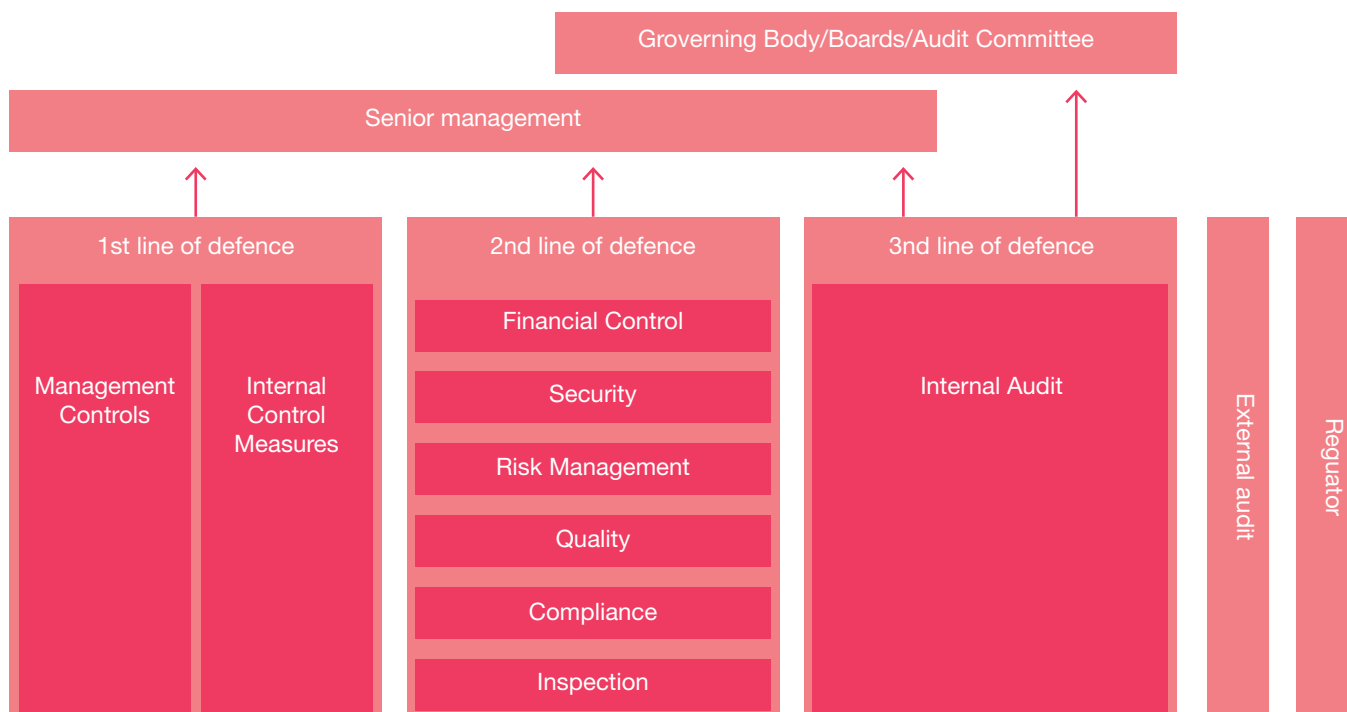 Groverning Body/Boards/Audit Committee
Senior management
1st line of defence
Management
Controls
Internal
Control
Measures
2nd line of defence
Financial Control
Security
Risk Management
Quality
Compliance
Inspection
3nd line of defence
Internal Audit
External audit
Reguator